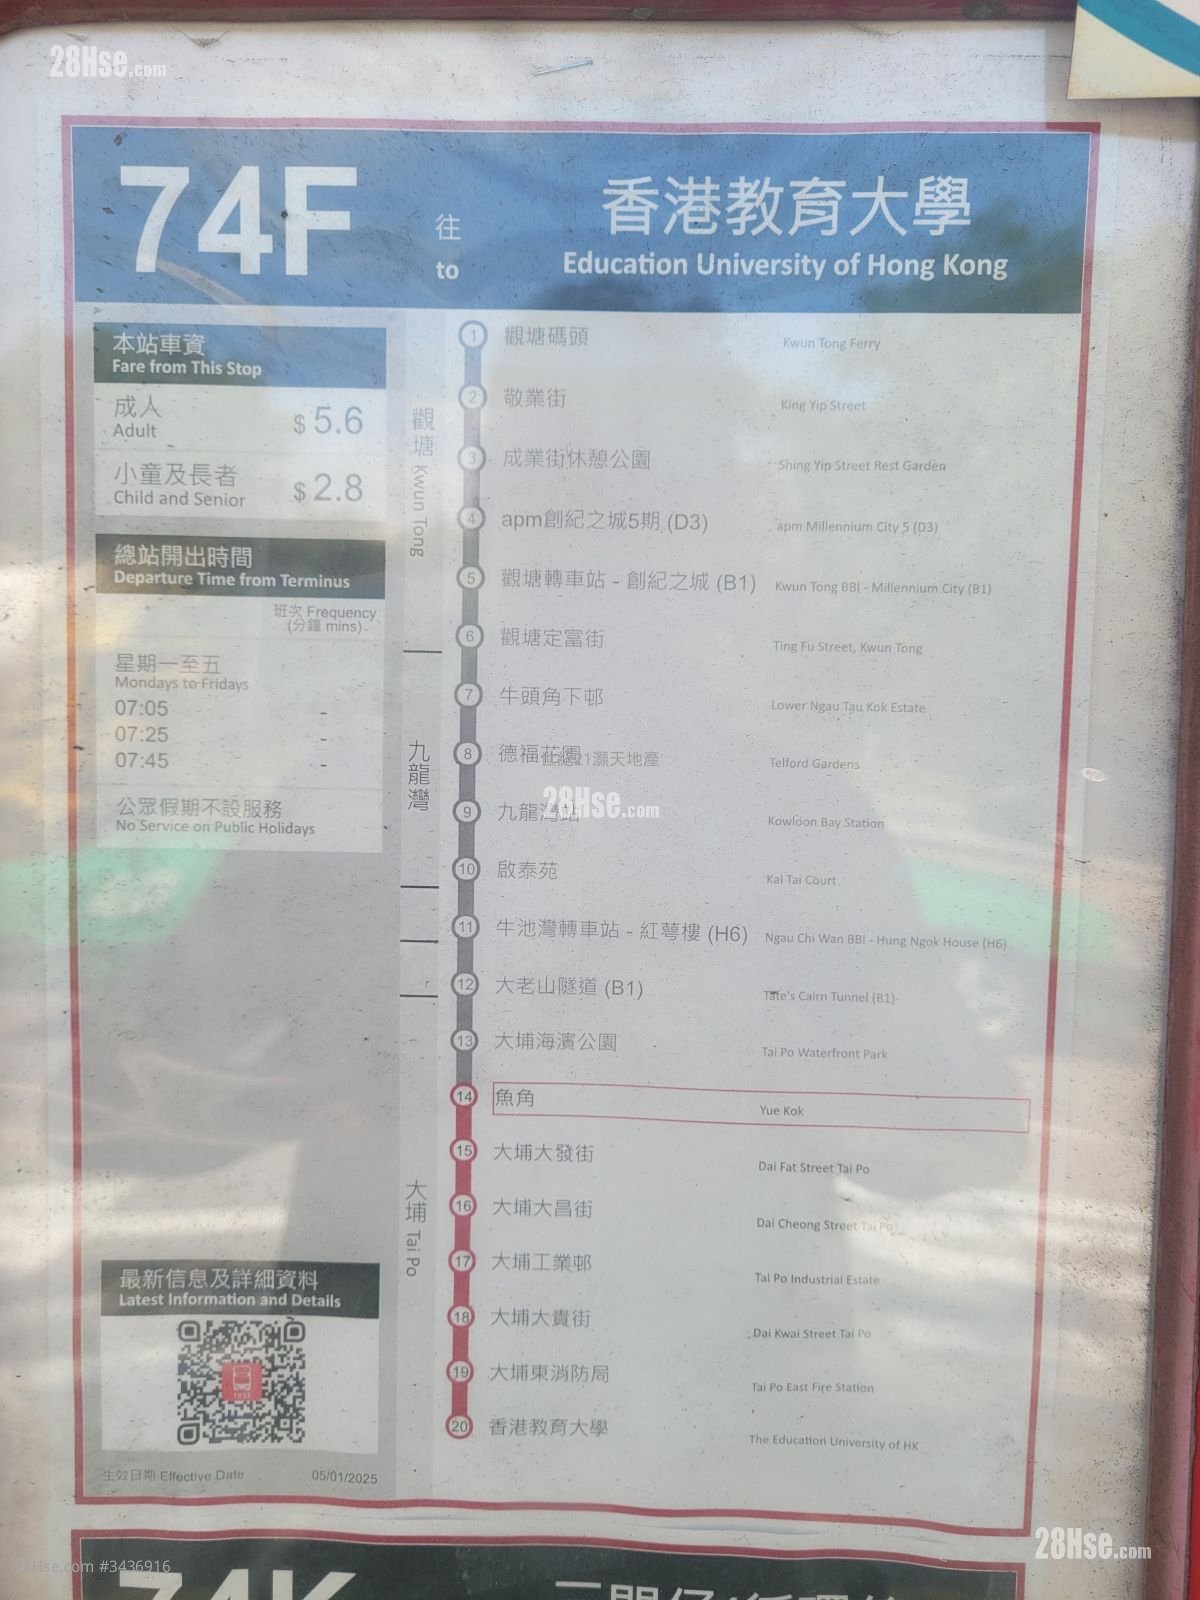 28Hse.com
74F
往
to
香港教育大學
Education University of Hong Kong
本站車資
Fare from This Stop
成人
Adult
$ 5.6
小童及長者
Child and Senior
$ 2.8
總站開出時間
Departure Time from Terminus
班次 Frequency
(分鐘 mins)
星期一至五
Mondays to Fridays
07:05 -
07:25 -
07:45 -
公眾假期不設服務
No Service on Public Holidays
觀塘 Kwun Tong
九龍灣
大埔 Tai Po
1 觀塘碼頭 Kwun Tong Ferry
2 敬業街 King Yip Street
3 成業街休憩公園 Shing Yip Street Rest Garden
4 apm創紀之城5期 (D3) apm Millennium City 5 (D3)
5 觀塘轉車站 - 創紀之城 (B1) Kwun Tong BBI - Millennium City (B1)
6 觀塘定富街 Ting Fu Street, Kwun Tong
7 牛頭角下邨 Lower Ngau Tau Kok Estate
8 德福花園 Telford Gardens
21灝天地產
28Hse.com
9 九龍灣站 Kowloon Bay Station
10 啟泰苑 Kai Tai Court
11 牛池灣轉車站 - 紅萼樓 (H6) Ngau Chi Wan BBI - Hung Ngok House (H6)
12 大老山隧道 (B1) Tate's Cairn Tunnel (B1)
13 大埔海濱公園 Tai Po Waterfront Park
14 魚角 Yue Kok
15 大埔大發街 Dai Fat Street Tai Po
16 大埔大昌街 Dai Cheong Street Tai Po
17 大埔工業邨 Tai Po Industrial Estate
18 大埔大貴街 Dai Kwai Street Tai Po
19 大埔東消防局 Tai Po East Fire Station
20 香港教育大學 The Education University of HK
最新信息及詳細資料
Latest Information and Details
1933
生效日期 Effective Date 05/01/2025
28Hse.com
28Hse.com #3436916
74K